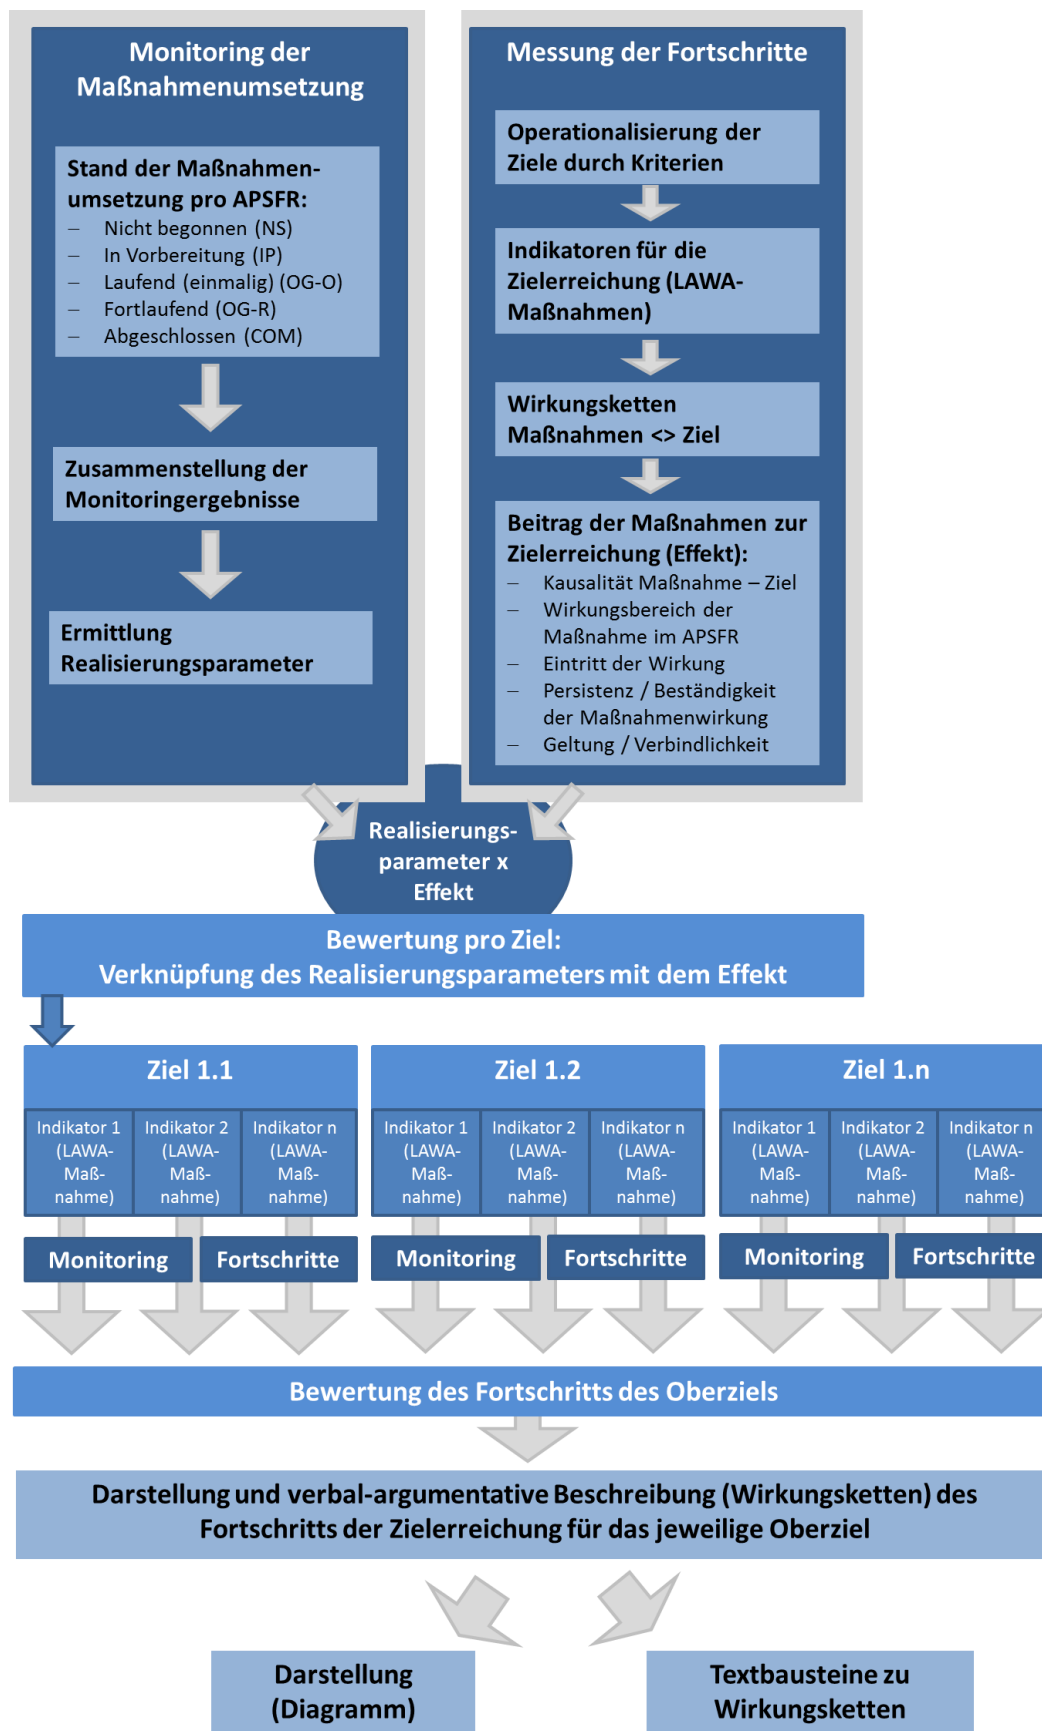 Monitoring der
Maßnahmenumsetzung
Stand der Maßnahmen-
umsetzung pro APSFR:
– Nicht begonnen (NS)
– In Vorbereitung (IP)
– Laufend (einmalig) (OG-O)
– Fortlaufend (OG-R)
– Abgeschlossen (COM)
Zusammenstellung der
Monitoringergebnisse
Ermittlung
Realisierungsparameter
Messung der Fortschritte
Operationalisierung der
Ziele durch Kriterien
Indikatoren für die
Zielerreichung (LAWA-
Maßnahmen)
Wirkungsketten
Maßnahmen <> Ziel
Beitrag der Maßnahmen zur
Zielerreichung (Effekt):
– Kausalität Maßnahme – Ziel
– Wirkungsbereich der
Maßnahme im APSFR
– Eintritt der Wirkung
– Persistenz / Beständigkeit
der Maßnahmenwirkung
– Geltung / Verbindlichkeit
Realisierungs-
parameter x
Effekt
Bewertung pro Ziel:
Verknüpfung des Realisierungsparameters mit dem Effekt
Ziel 1.1
Indikator 1
(LAWA-
Maß-
nahme)
Indikator 2
(LAWA-
Maß-
nahme)
Indikator n
(LAWA-
Maß-
nahme)
Monitoring
Fortschritte
Ziel 1.2
Indikator 1
(LAWA-
Maß-
nahme)
Indikator 2
(LAWA-
Maß-
nahme)
Indikator n
(LAWA-
Maß-
nahme)
Monitoring
Fortschritte
Ziel 1.n
Indikator 1
(LAWA-
Maß-
nahme)
Indikator 2
(LAWA-
Maß-
nahme)
Indikator n
(LAWA-
Maß-
nahme)
Monitoring
Fortschritte
Bewertung des Fortschritts des Oberziels
Darstellung und verbal-argumentative Beschreibung (Wirkungsketten) des
Fortschritts der Zielerreichung für das jeweilige Oberziel
Darstellung
(Diagramm)
Textbausteine zu
Wirkungsketten